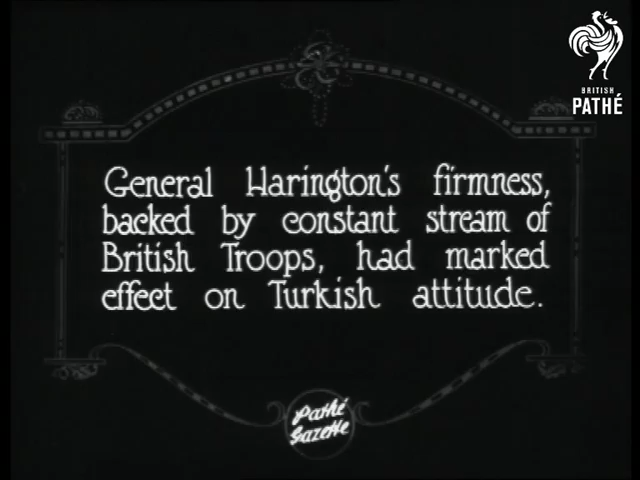 BRITISH
PATHÉ
General Harington's firmness,
backed by constant stream of
British Troops, had marked
effect on Turkish attitude.
Pathé
Gazette